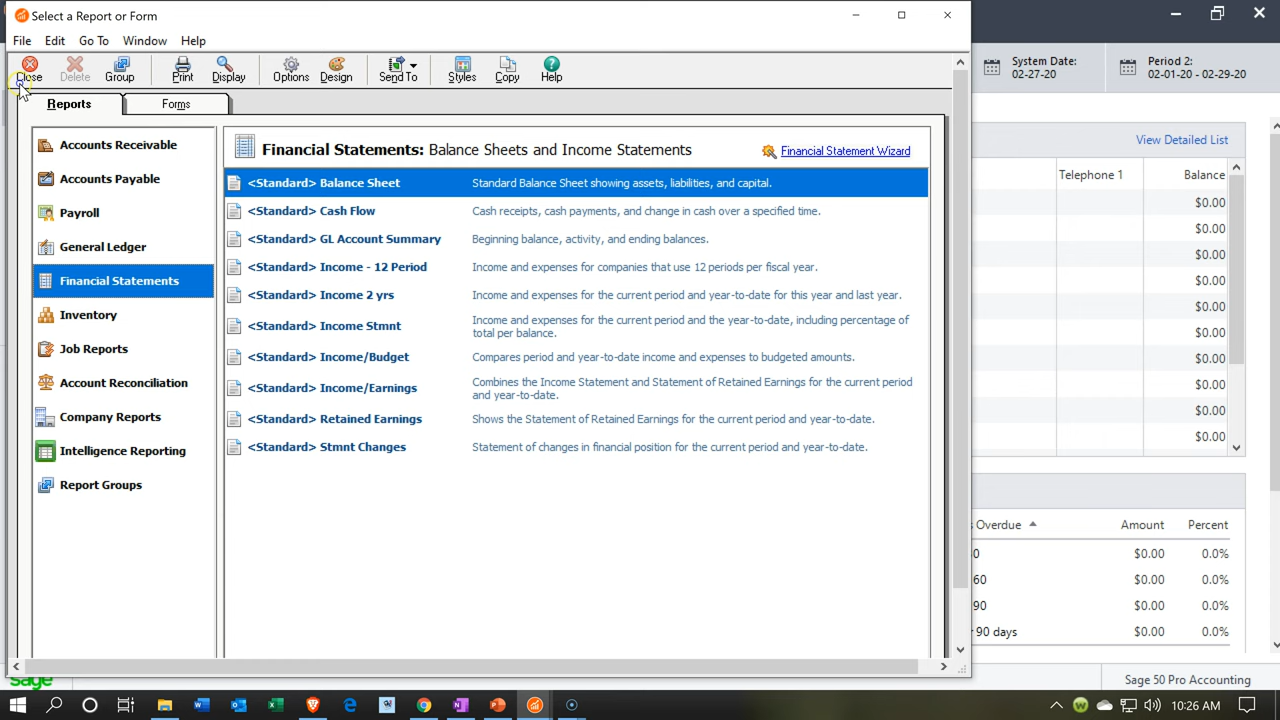 Select a Report or Form
File Edit Go To Window Help
Close Delete Group Print Display Options Design Send To Styles Copy Help
Reports Forms
Accounts Receivable
Accounts Payable
Payroll
General Ledger
Financial Statements
Inventory
Job Reports
Account Reconciliation
Company Reports
Intelligence Reporting
Report Groups
Financial Statements: Balance Sheets and Income Statements
Financial Statement Wizard
<Standard> Balance Sheet Standard Balance Sheet showing assets, liabilities, and capital.
<Standard> Cash Flow Cash receipts, cash payments, and change in cash over a specified time.
<Standard> GL Account Summary Beginning balance, activity, and ending balances.
<Standard> Income - 12 Period Income and expenses for companies that use 12 periods per fiscal year.
<Standard> Income 2 yrs Income and expenses for the current period and year-to-date for this year and last year.
<Standard> Income Stmnt Income and expenses for the current period and the year-to-date, including percentage of
total per balance.
<Standard> Income/Budget Compares period and year-to-date income and expenses to budgeted amounts.
<Standard> Income/Earnings Combines the Income Statement and Statement of Retained Earnings for the current period
and year-to-date.
<Standard> Retained Earnings Shows the Statement of Retained Earnings for the current period and year-to-date.
<Standard> Stmnt Changes Statement of changes in financial position for the current period and year-to-date.
System Date:
02-27-20
Period 2:
02-01-20 - 02-29-20
View Detailed List
Telephone 1 Balance
$0.00
$0.00
$0.00
$0.00
$0.00
$0.00
$0.00
$0.00
$0.00
$0.00
Overdue Amount Percent
0 $0.00 0.0%
60 $0.00 0.0%
90 $0.00 0.0%
90 days $0.00 0.0%
sage
Sage 50 Pro Accounting
10:26 AM